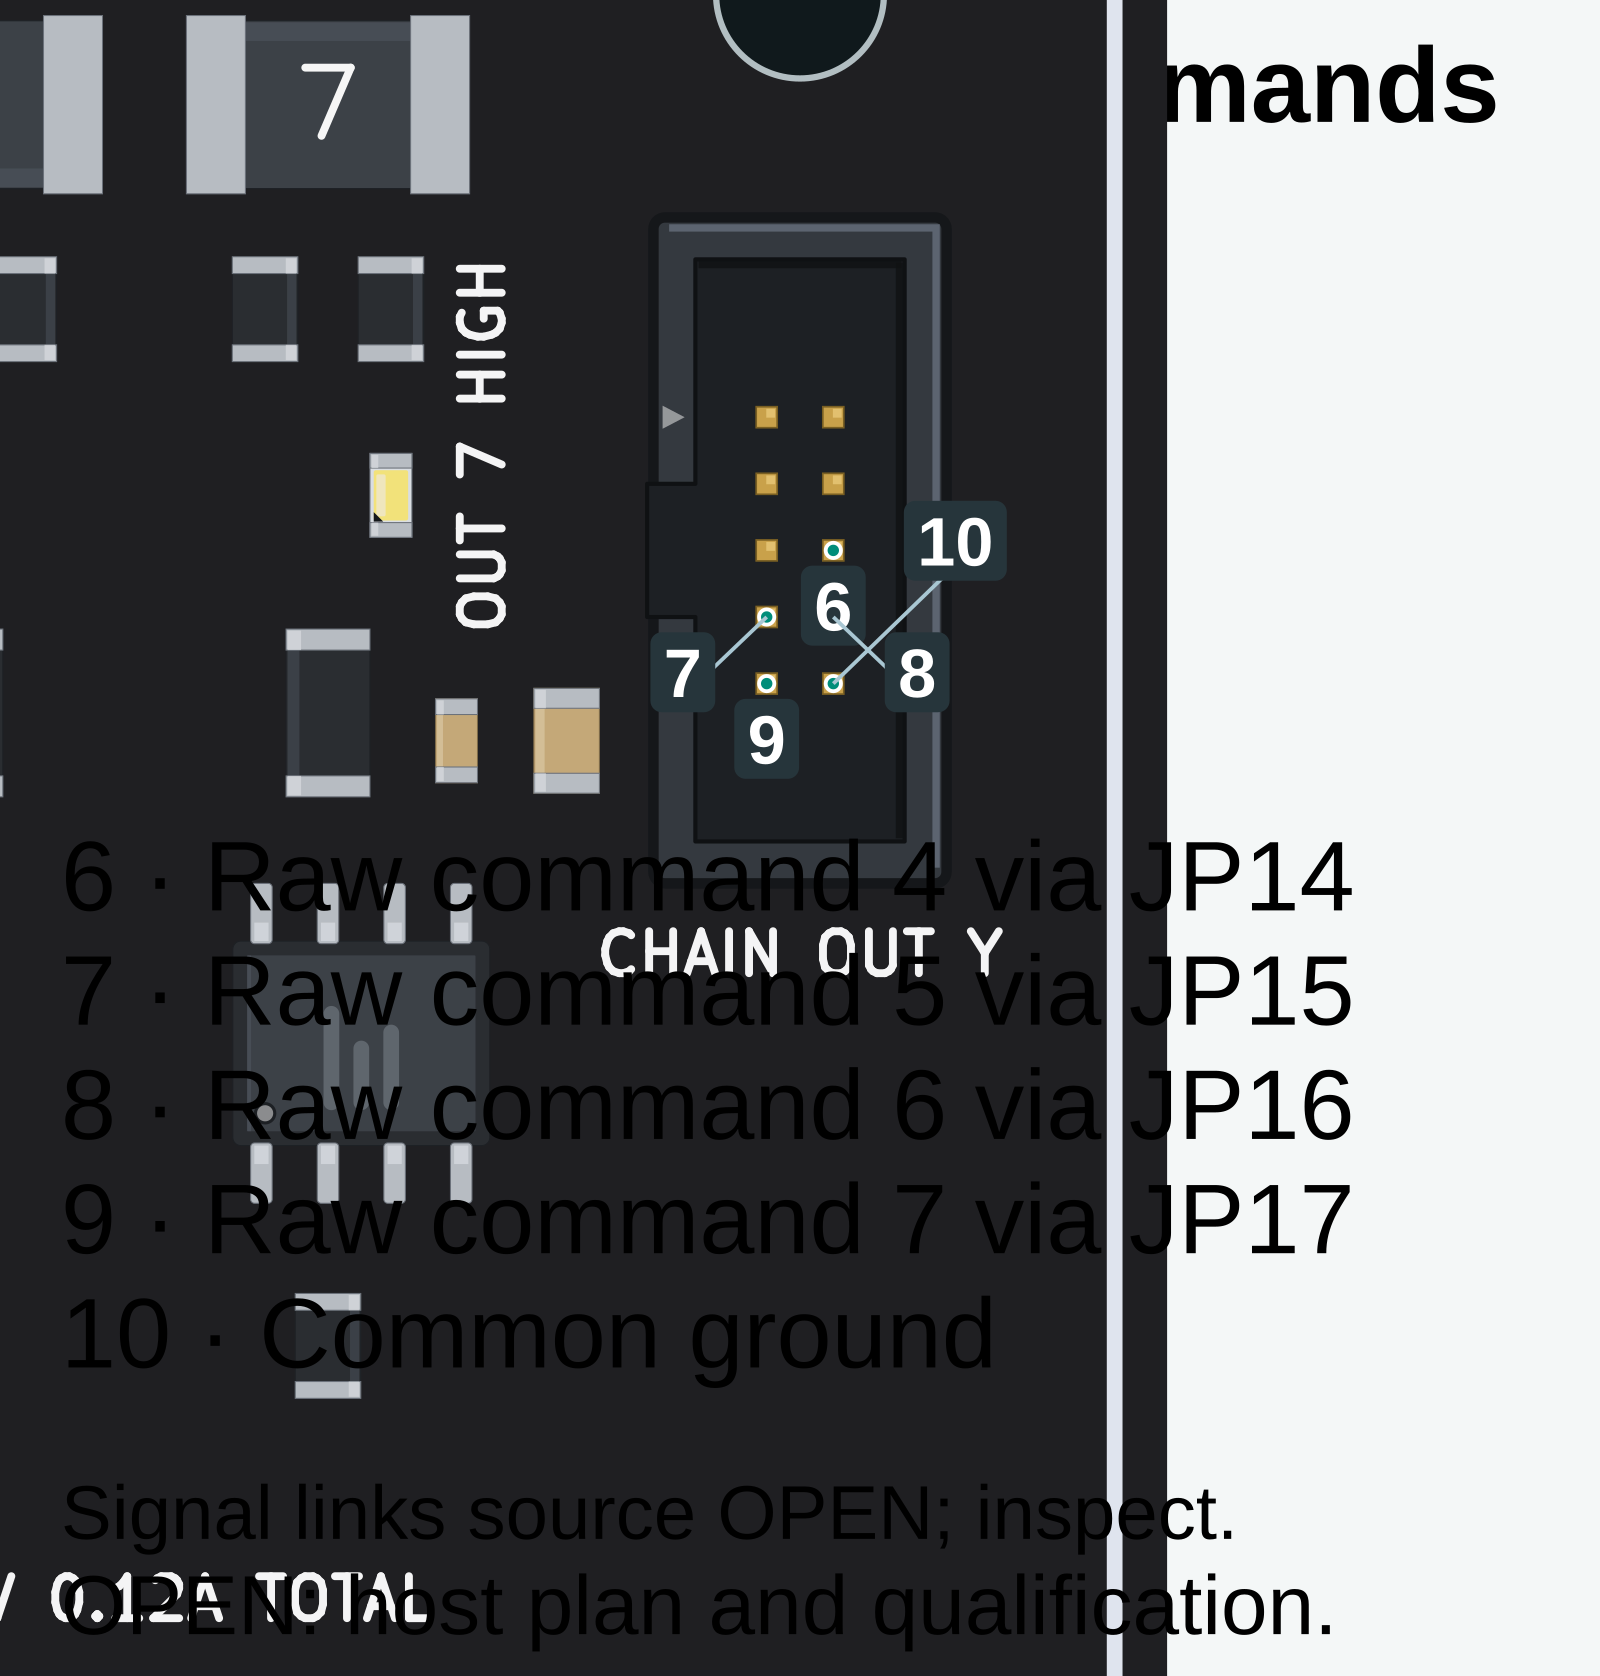 mands
7
OUT 7 HIGH
10
6
7
8
9
6 · Raw command 4 via JP14
CHAIN OUT Y
7 · Raw command 5 via JP15
8 · Raw command 6 via JP16
9 · Raw command 7 via JP17
10 · Common ground
Signal links source OPEN; inspect.
0.12A TOTAL
OPEN: host plan and qualification.